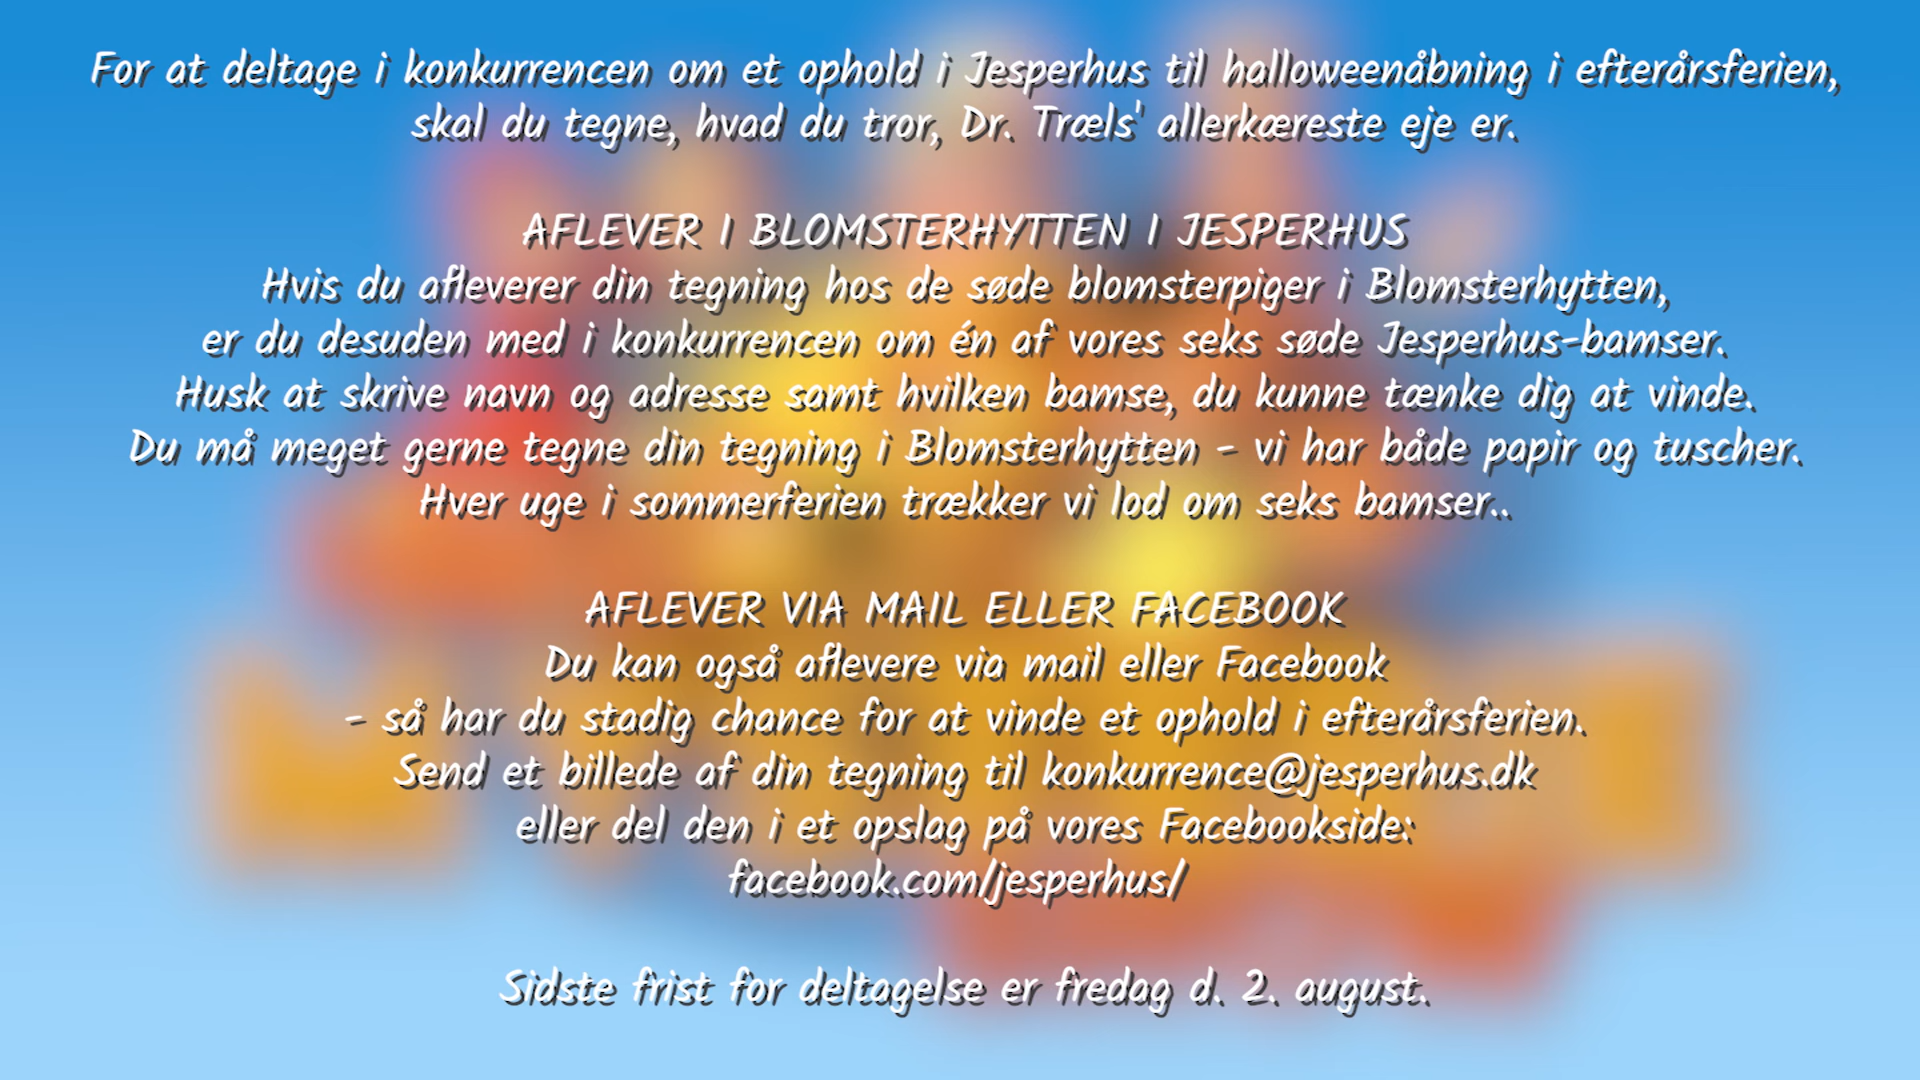 For at deltage i konkurrencen om et ophold i Jesperhus til halloweenåbning i efterårsferien,
skal du tegne, hvad du tror, Dr. Træls' allerkæreste eje er.
AFLEVER I BLOMSTERHYTTEN I JESPERHUS
Hvis du afleverer din tegning hos de søde blomsterpiger i Blomsterhytten,
er du desuden med i konkurrencen om én af vores seks søde Jesperhus-bamser.
Husk at skrive navn og adresse samt hvilken bamse, du kunne tænke dig at vinde.
Du må meget gerne tegne din tegning i Blomsterhytten - vi har både papir og tuscher.
Hver uge i sommerferien trækker vi lod om seks bamser..
AFLEVER VIA MAIL ELLER FACEBOOK
Du kan også aflevere via mail eller Facebook
- så har du stadig chance for at vinde et ophold i efterårsferien.
Send et billede af din tegning til konkurrence@jesperhus.dk
eller del den i et opslag på vores Facebookside:
facebook.com/jesperhus/
Sidste frist for deltagelse er fredag d. 2. august.